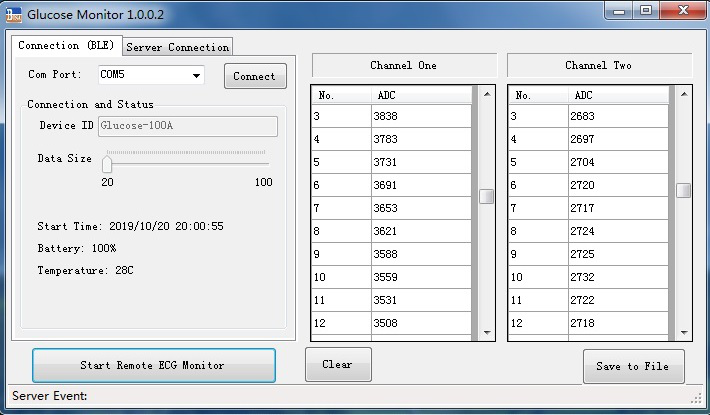 Glucose Monitor 1.0.0.2
Connection (BLE) Server Connection
Com Port: COM5 Connect
Connection and Status
Device ID Glucose-100A
Data Size
20 100
Start Time: 2019/10/20 20:00:55
Battery: 100%
Temperature: 28C
Start Remote ECG Monitor
Channel One
No. ADC
3 3838
4 3783
5 3731
6 3691
7 3653
8 3621
9 3588
10 3559
11 3531
12 3508
Clear
Channel Two
No. ADC
3 2683
4 2697
5 2704
6 2720
7 2717
8 2724
9 2725
10 2732
11 2722
12 2718
Save to File
Server Event: